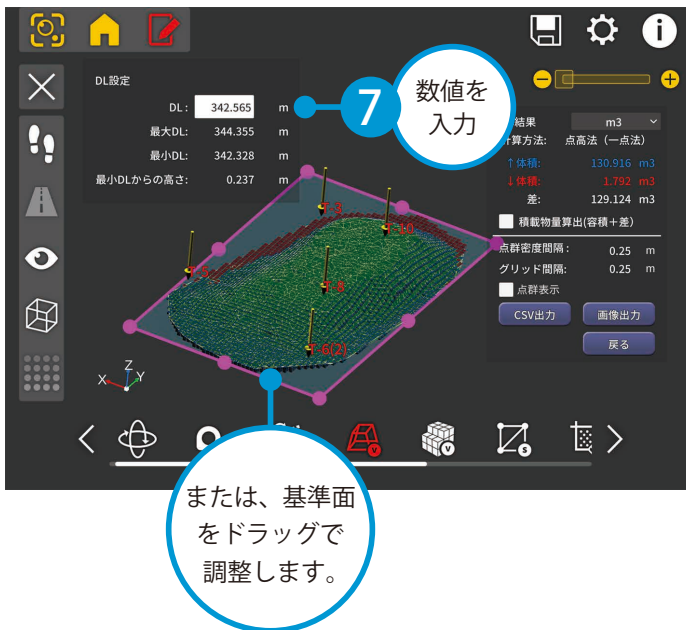 DL設定
DL: 342.565 m
最大DL: 344.355 m
最小DL: 342.328 m
最小DLからの高さ: 0.237 m
7
数値を
入力
結果 m3
計算方法: 点高法（一点法）
↑体積: 130.916 m3
↓体積: 1.792 m3
差: 129.124 m3
積載物量算出(容積＋差)
点群密度間隔: 0.25 m
グリッド間隔: 0.25 m
点群表示
CSV出力 画像出力
戻る
T-10
T-8
T-6(2)
Z
X Y
V
V
S
または、基準面
をドラッグで
調整します。